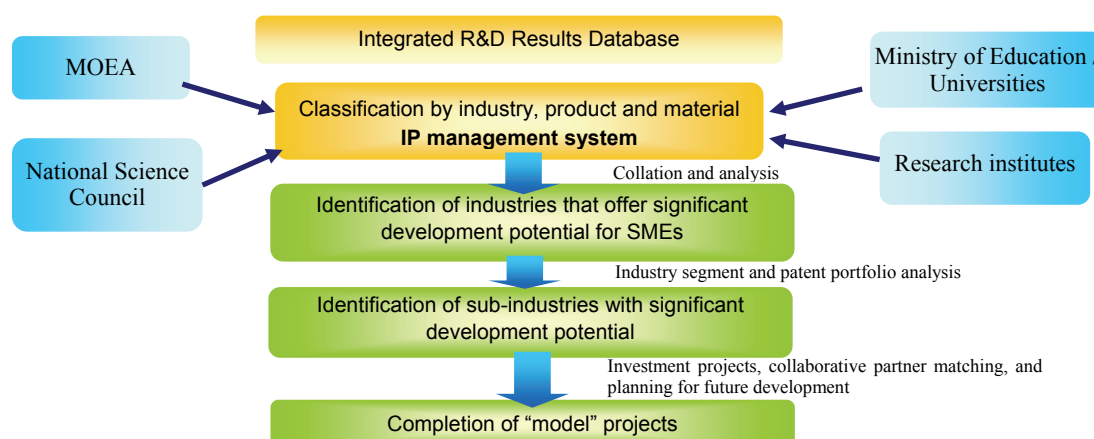 Integrated R&D Results Database
MOEA
Ministry of Education /
Universities
Classification by industry, product and material
IP management system
National Science
Council
Research institutes
Collation and analysis
Identification of industries that offer significant
development potential for SMEs
Industry segment and patent portfolio analysis
Identification of sub-industries with significant
development potential
Investment projects, collaborative partner matching, and
planning for future development
Completion of “model” projects